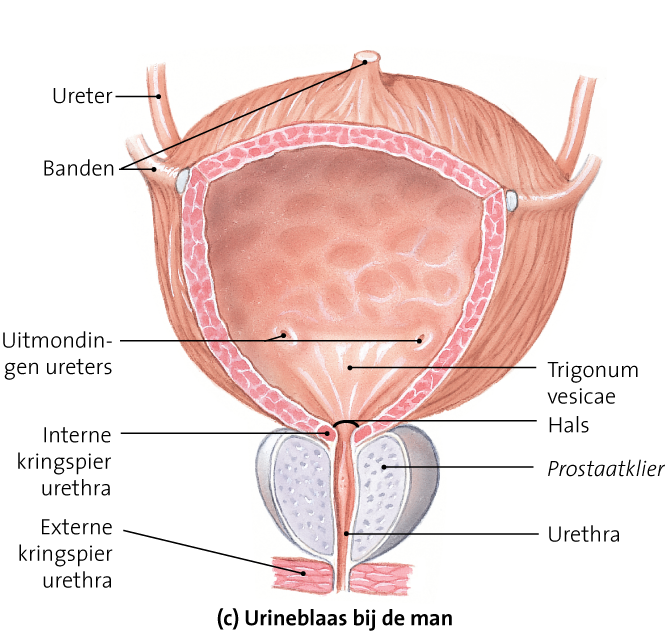 Ureter
Banden
Uitmondin-
gen ureters
Interne
kringspier
urethra
Externe
kringspier
urethra
Trigonum
vesicae
Hals
Prostaatklier
Urethra
(c) Urineblaas bij de man